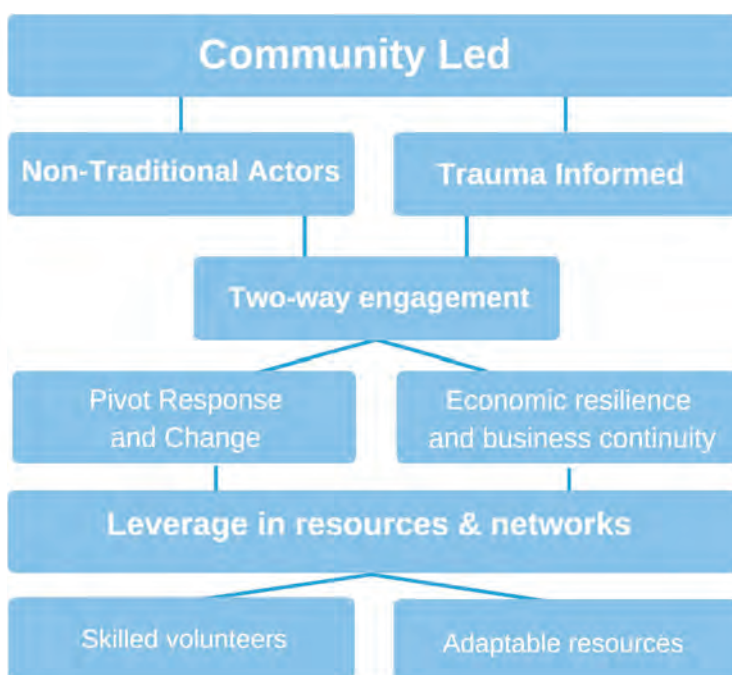 Community Led
Non-Traditional Actors
Trauma Informed
Two-way engagement
Pivot Response
and Change
Economic resilience
and business continuity
Leverage in resources & networks
Skilled volunteers
Adaptable resources